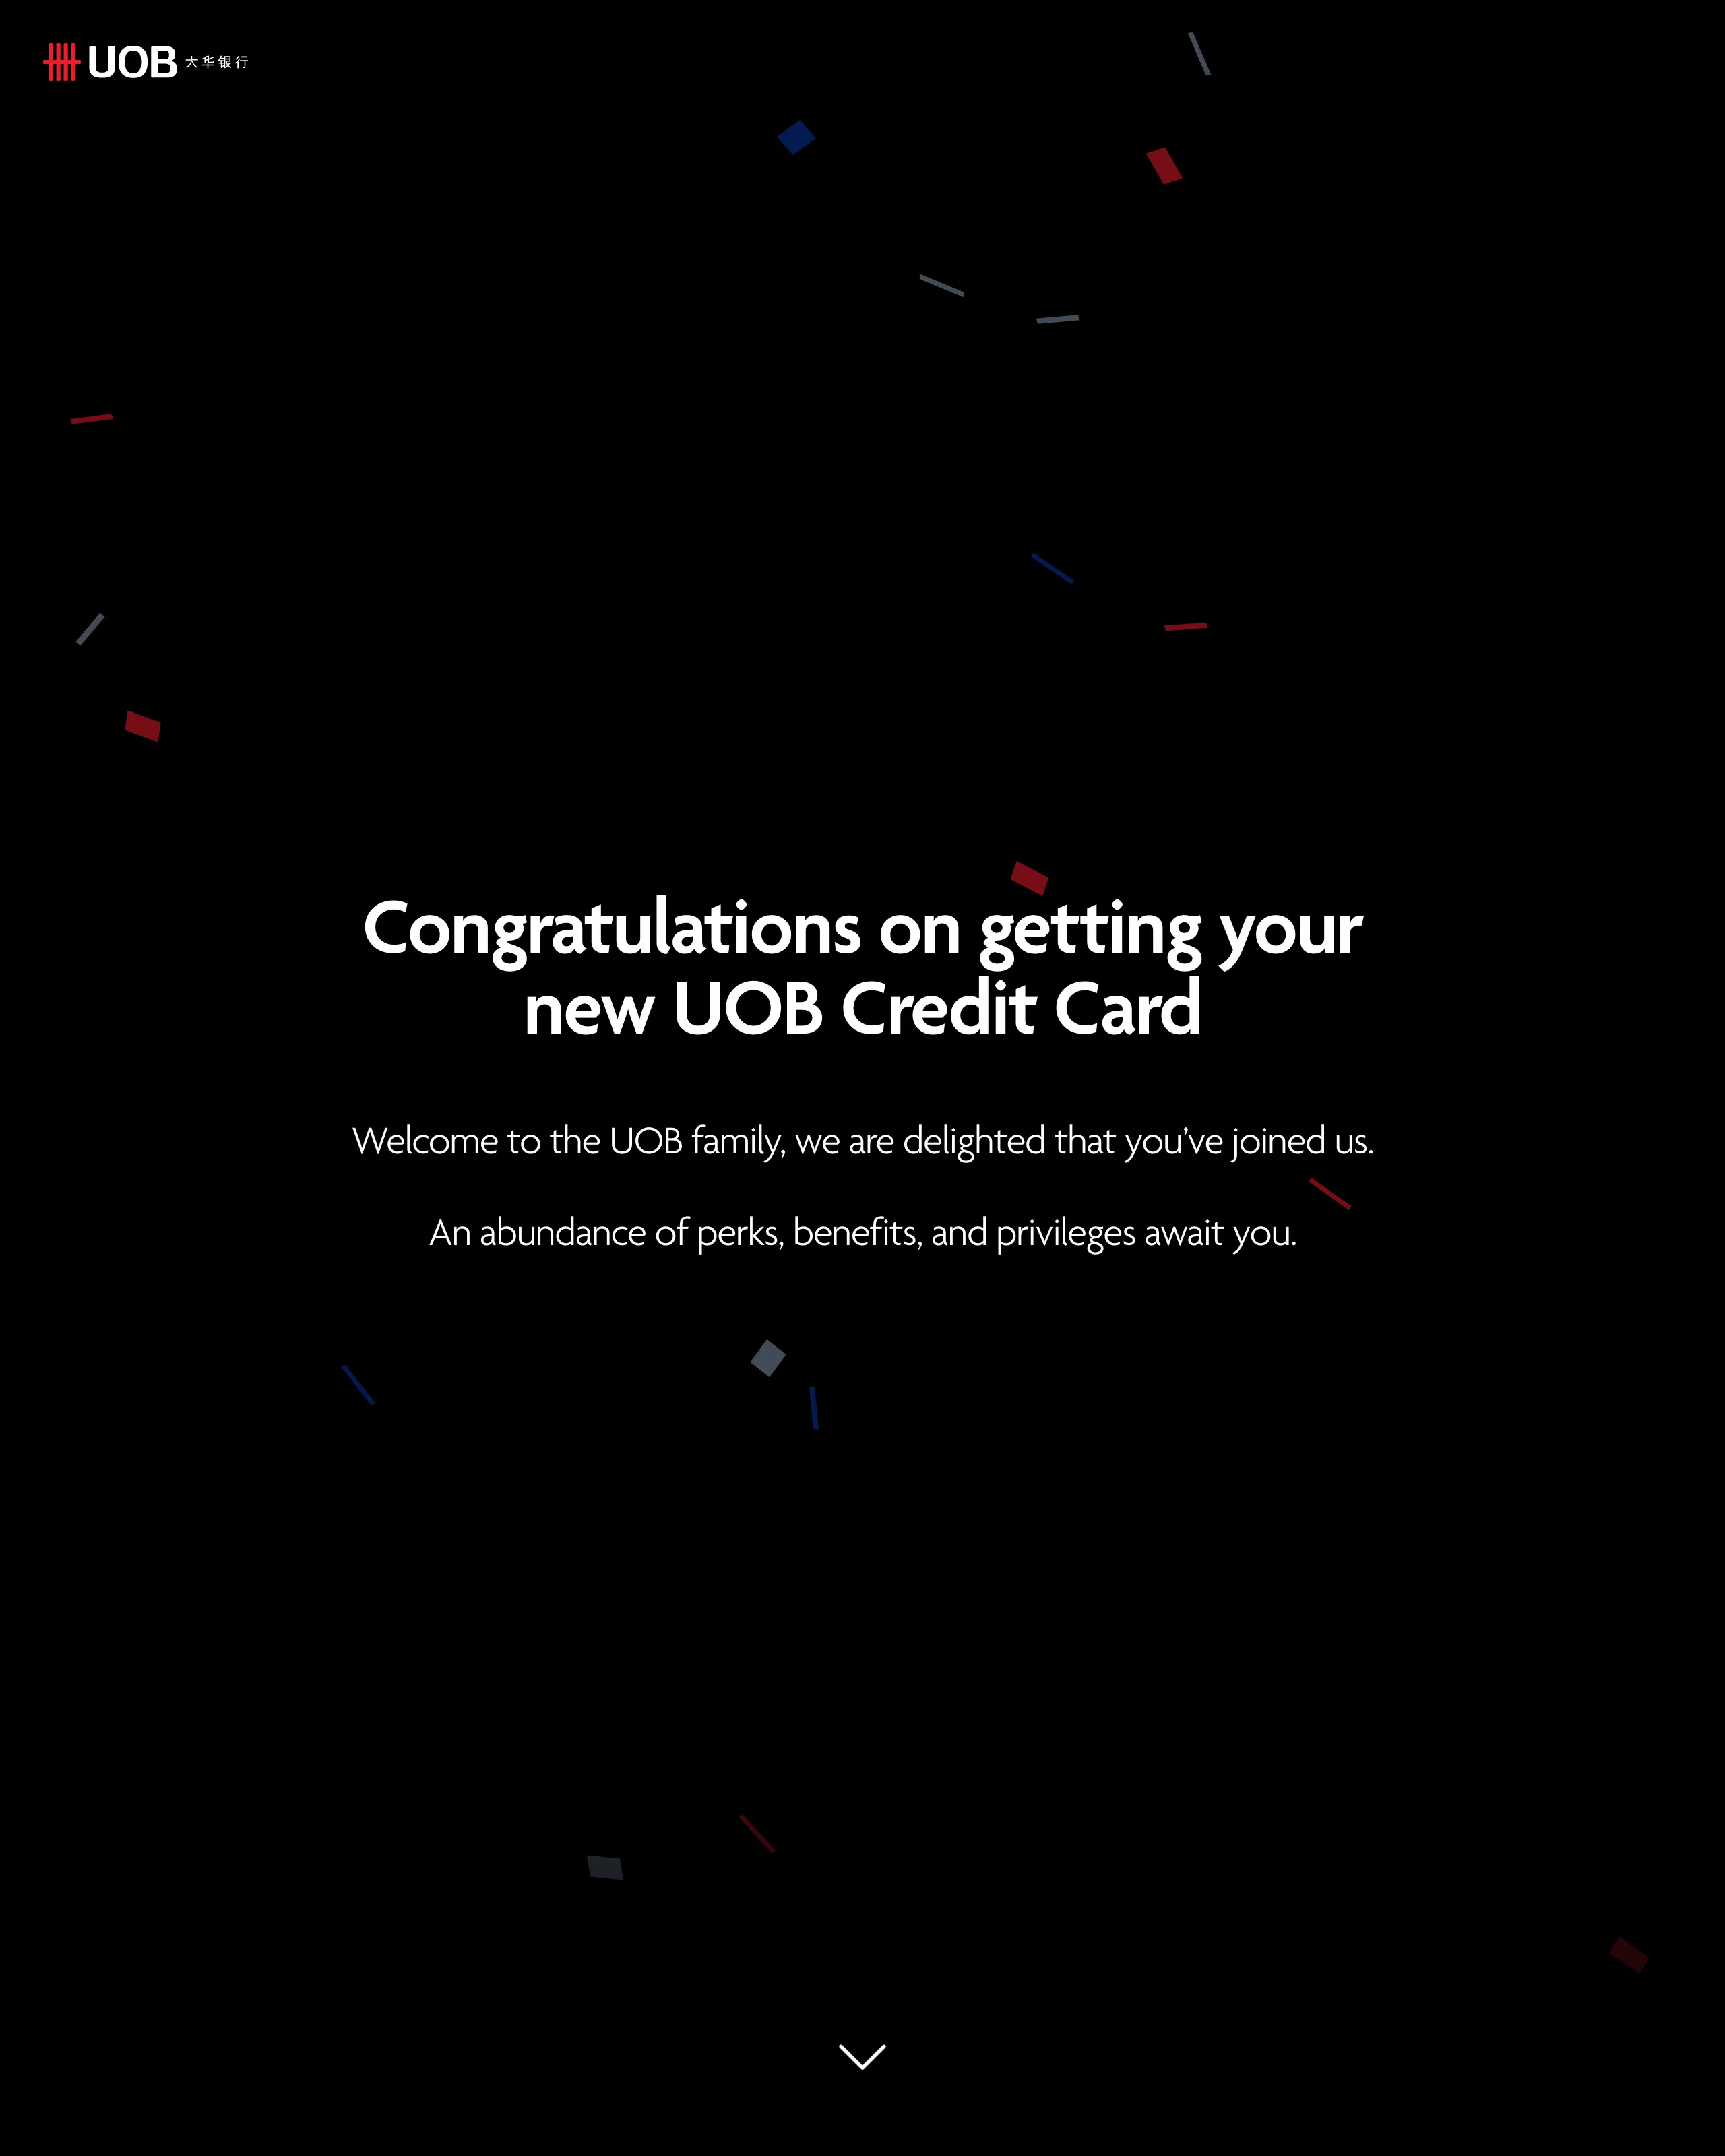 UOB 大华银行
Congratulations on getting your
new UOB Credit Card
Welcome to the UOB family, we are delighted that you’ve joined us.
An abundance of perks, benefits, and privileges await you.